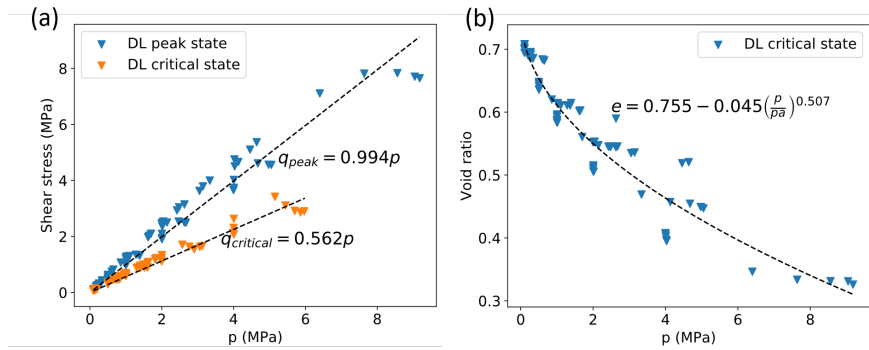 (a)
DL peak state
DL critical state
Shear stress (MPa)
8
6
4
2
0
q_peak = 0.994p
q_critical = 0.562p
0 2 4 6 8
p (MPa)
(b)
DL critical state
Void ratio
0.7
0.6
0.5
0.4
0.3
e = 0.755 − 0.045(p/pa)^0.507
0 2 4 6 8
p (MPa)